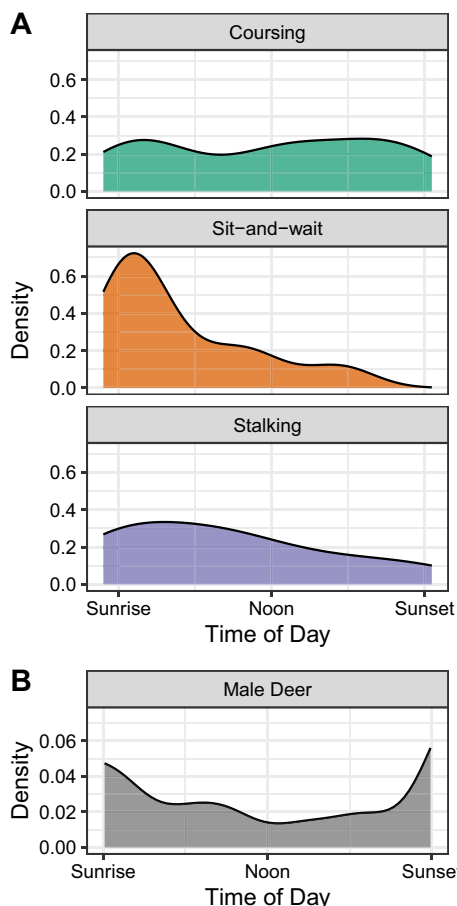 A
Coursing
0.6
0.4
0.2
0.0
Sit−and−wait
0.6
0.4
0.2
0.0
Density
Stalking
0.6
0.4
0.2
0.0
Sunrise Noon Sunset
Time of Day
B
Male Deer
0.06
0.04
0.02
0.00
Density
Sunrise Noon Sunset
Time of Day